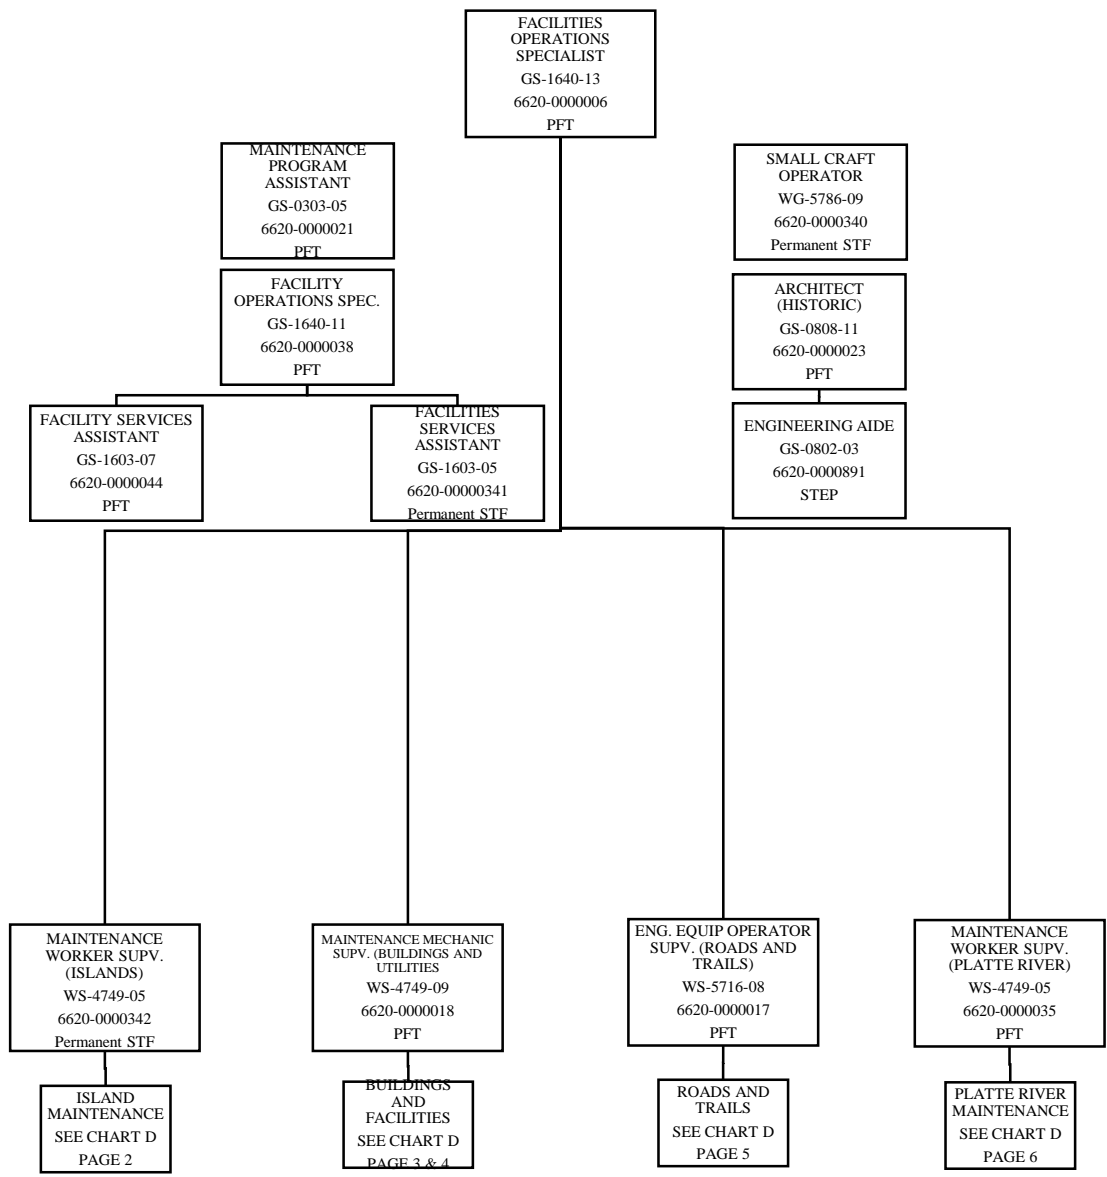 FACILITIES
OPERATIONS
SPECIALIST
GS-1640-13
6620-0000006
PFT
MAINTENANCE
PROGRAM
ASSISTANT
GS-0303-05
6620-0000021
PFT
SMALL CRAFT
OPERATOR
WG-5786-09
6620-0000340
Permanent STF
FACILITY
OPERATIONS SPEC.
GS-1640-11
6620-0000038
PFT
ARCHITECT
(HISTORIC)
GS-0808-11
6620-0000023
PFT
FACILITY SERVICES
ASSISTANT
GS-1603-07
6620-0000044
PFT
FACILITIES
SERVICES
ASSISTANT
GS-1603-05
6620-00000341
Permanent STF
ENGINEERING AIDE
GS-0802-03
6620-0000891
STEP
MAINTENANCE
WORKER SUPV.
(ISLANDS)
WS-4749-05
6620-0000342
Permanent STF
MAINTENANCE MECHANIC
SUPV. (BUILDINGS AND
UTILITIES
WS-4749-09
6620-0000018
PFT
ENG. EQUIP OPERATOR
SUPV. (ROADS AND
TRAILS)
WS-5716-08
6620-0000017
PFT
MAINTENANCE
WORKER SUPV.
(PLATTE RIVER)
WS-4749-05
6620-0000035
PFT
ISLAND
MAINTENANCE
SEE CHART D
PAGE 2
BUILDINGS
AND
FACILITIES
SEE CHART D
PAGE 3 & 4
ROADS AND
TRAILS
SEE CHART D
PAGE 5
PLATTE RIVER
MAINTENANCE
SEE CHART D
PAGE 6